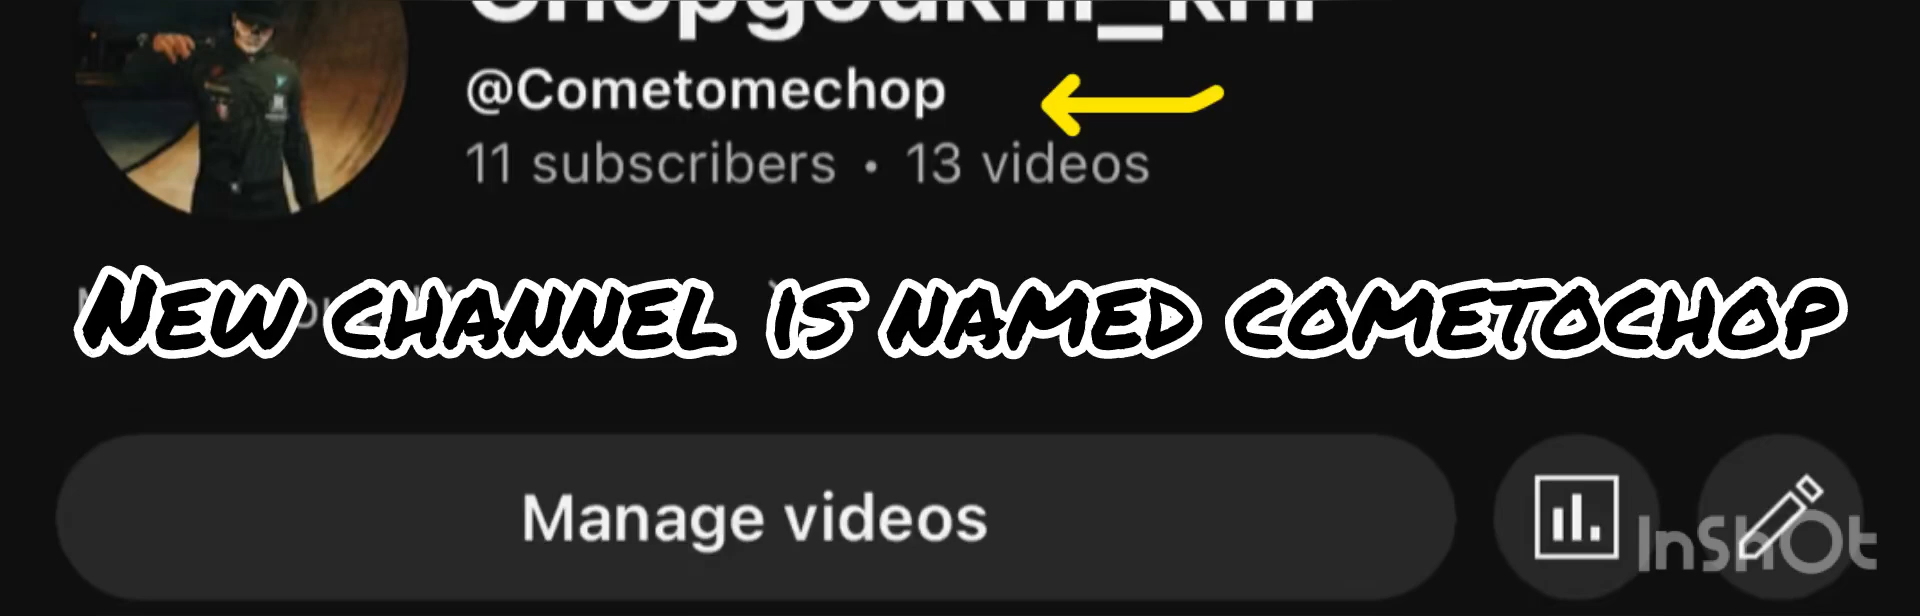 @Cometomechop
11 subscribers • 13 videos
New channel is named cometochop
Manage videos
InShOt